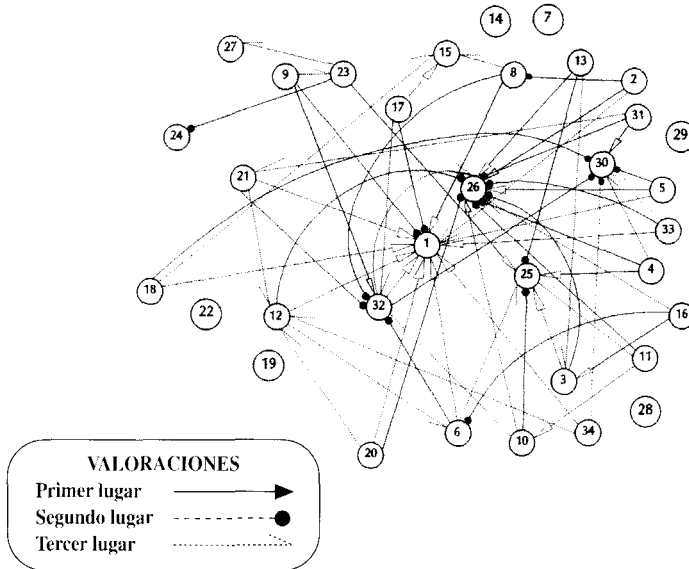 14 7
27 15 13
9 23 8 2
17 31
24 29
30
21 26 5
33
1
25 4
18 32
22 12 16
11
19 3
28
6 10 34
20
VALORACIONES
Primer lugar
Segundo lugar
Tercer lugar